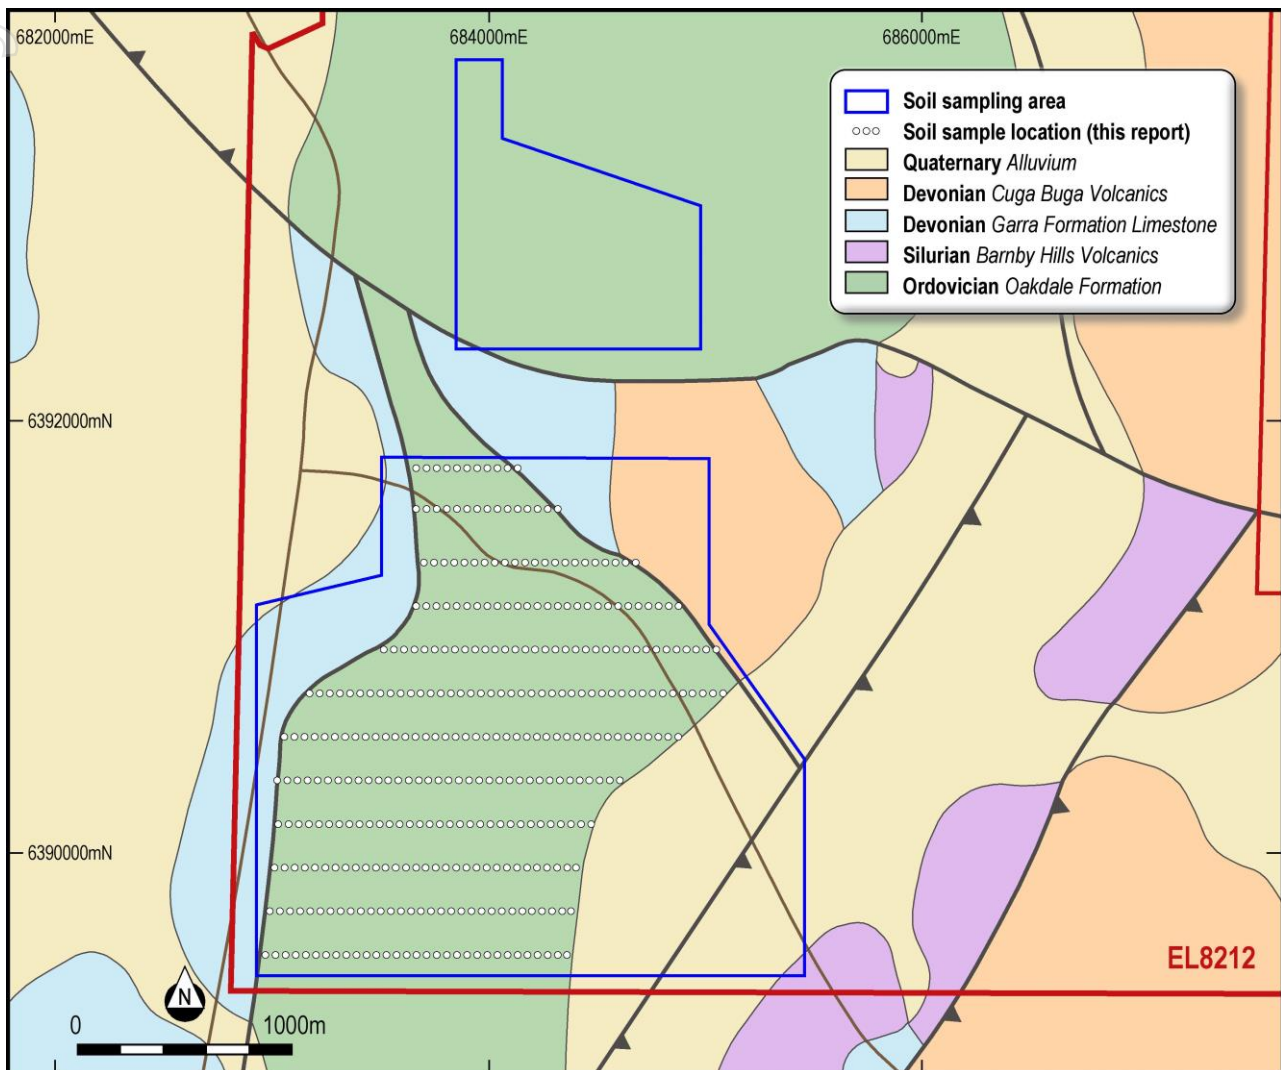 682000mE
684000mE
686000mE
Soil sampling area
Soil sample location (this report)
Quaternary Alluvium
Devonian Cuga Buga Volcanics
Devonian Garra Formation Limestone
Silurian Barnby Hills Volcanics
Ordovician Oakdale Formation
6392000mN
6390000mN
EL8212
N
0 1000m